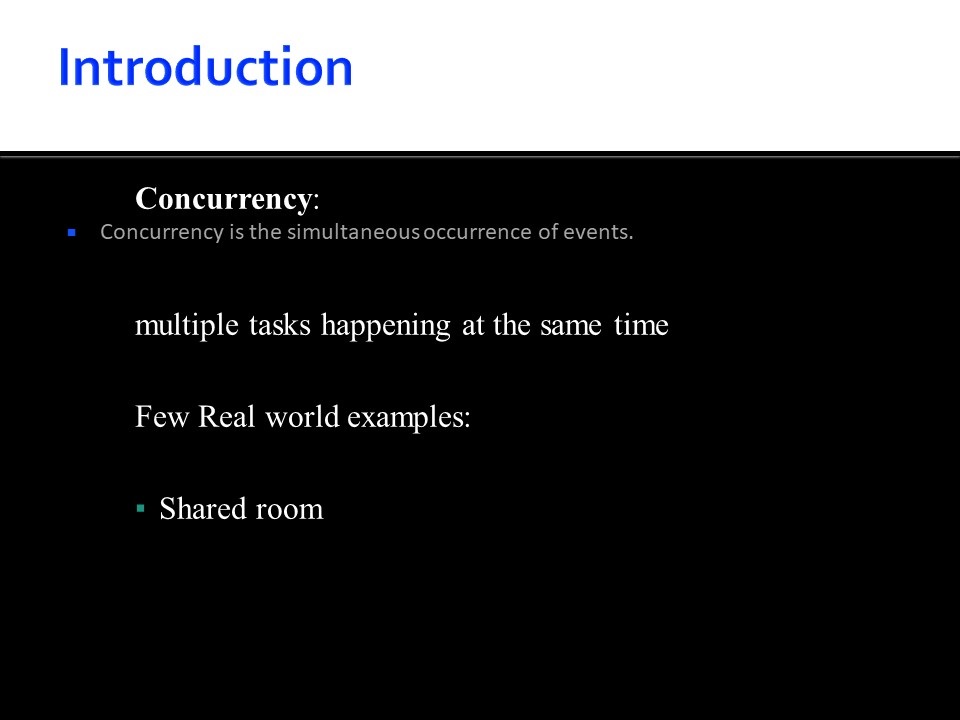 Introduction
Concurrency:
▪ Concurrency is the simultaneous occurrence of events.
multiple tasks happening at the same time
Few Real world examples:
▪ Shared room